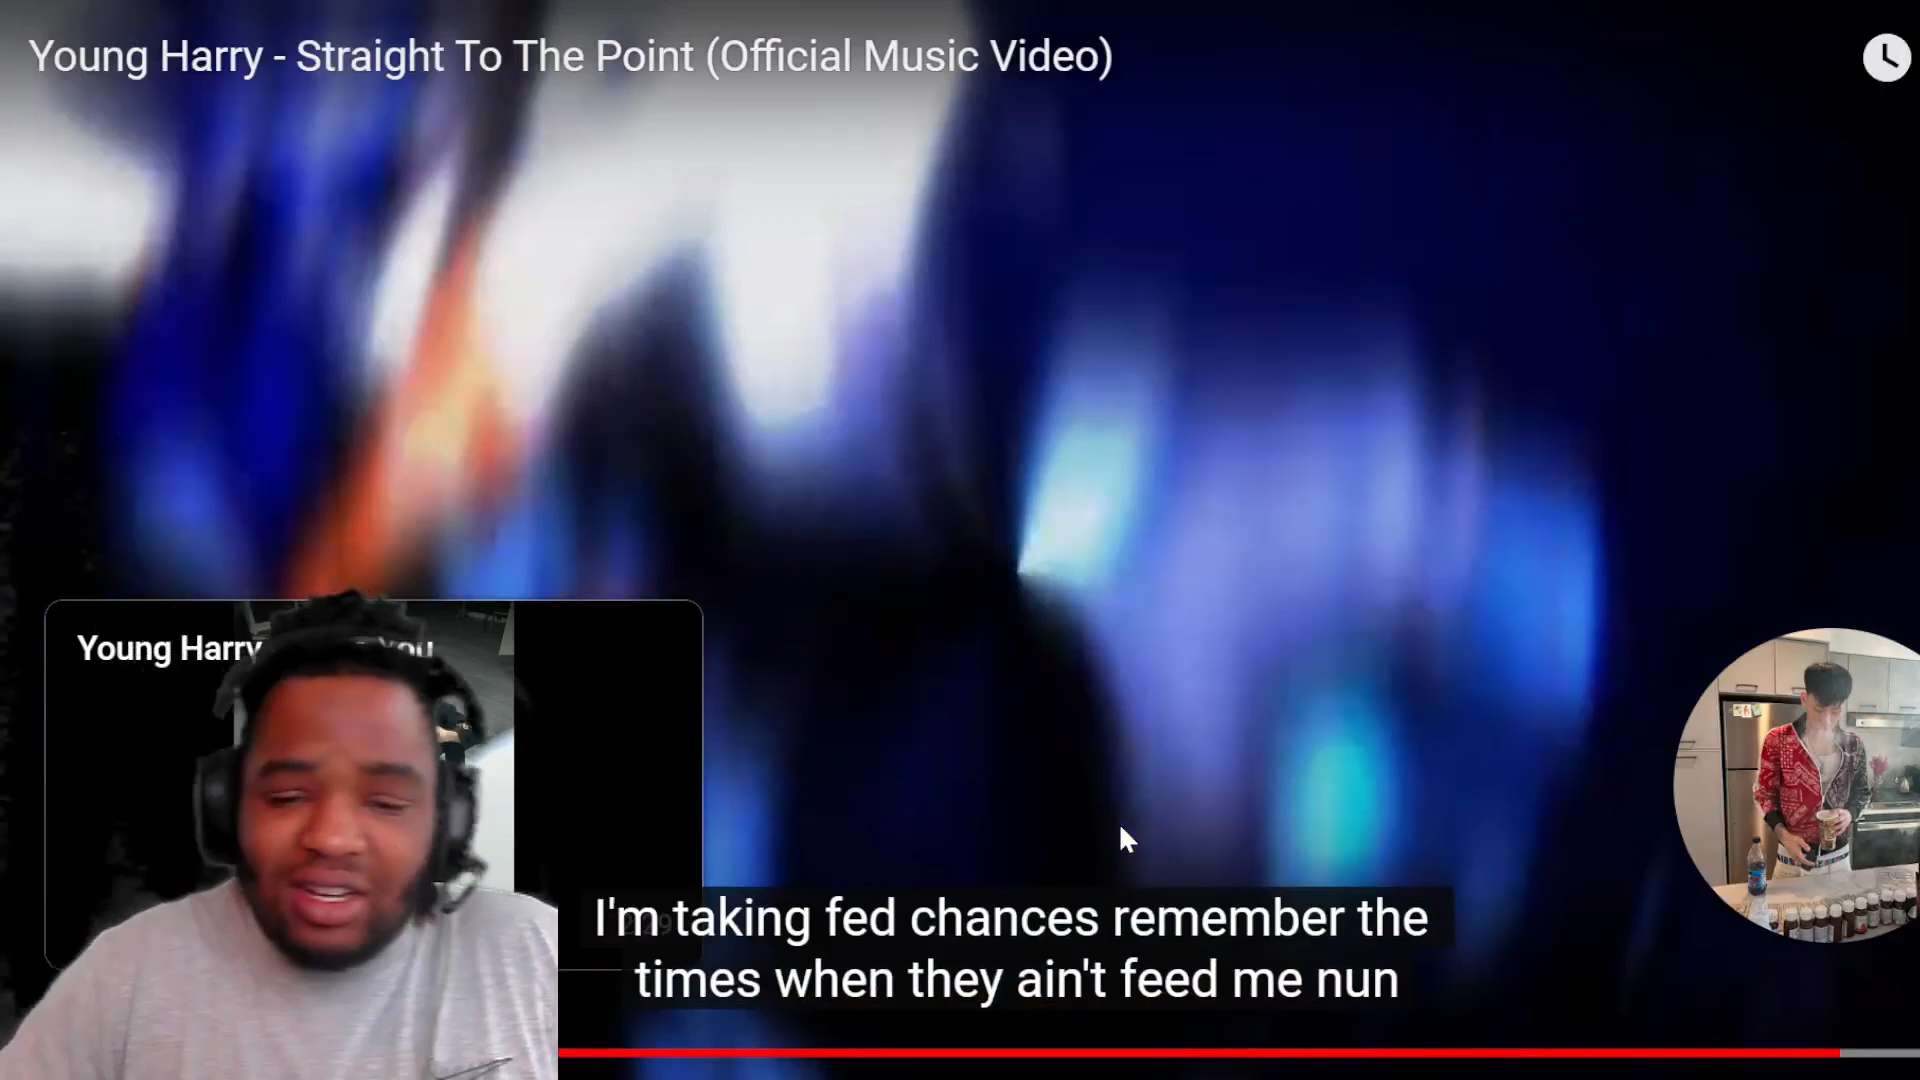 Young Harry - Straight To The Point (Official Music Video)
Young Harry
You
I'm taking fed chances remember the
times when they ain't feed me nun